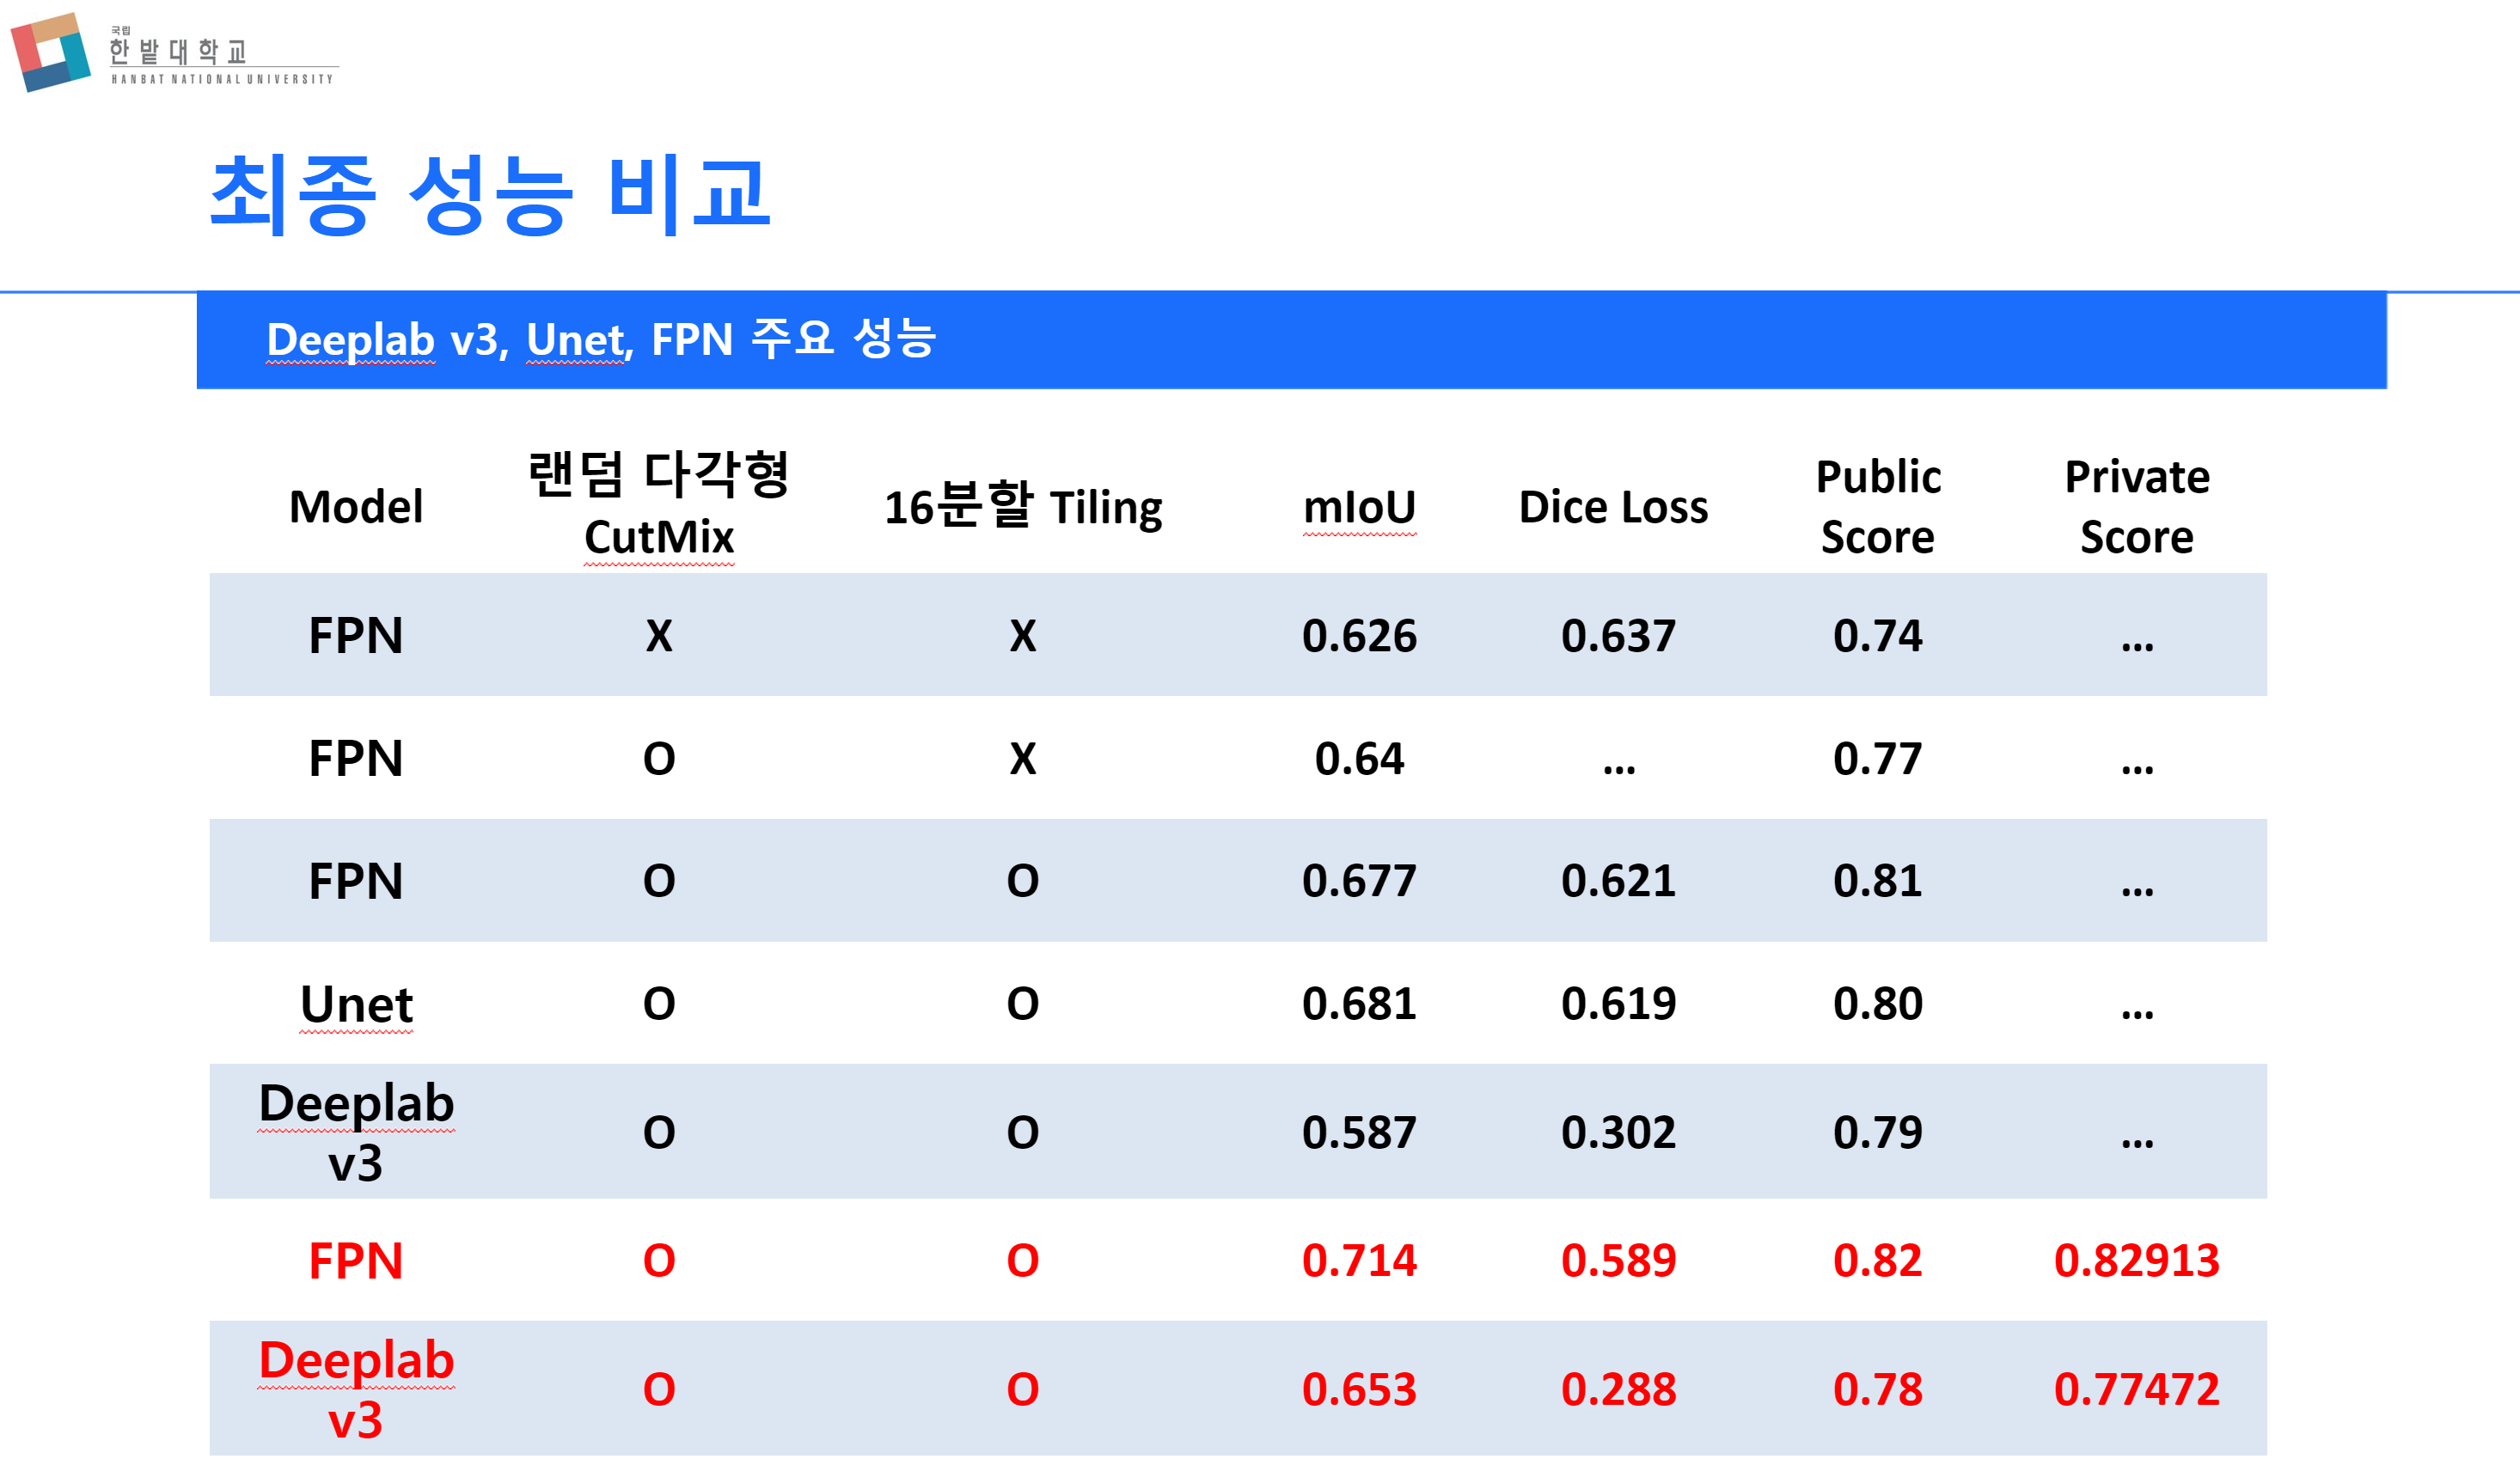 국립
한밭대학교
HANBAT NATIONAL UNIVERSITY
최종 성능 비교
Deeplab v3, Unet, FPN 주요 성능
Model 랜덤 다각형 CutMix 16분할 Tiling mIoU Dice Loss Public Score Private Score
FPN X X 0.626 0.637 0.74 ...
FPN O X 0.64 ... 0.77 ...
FPN O O 0.677 0.621 0.81 ...
Unet O O 0.681 0.619 0.80 ...
Deeplab v3 O O 0.587 0.302 0.79 ...
FPN O O 0.714 0.589 0.82 0.82913
Deeplab v3 O O 0.653 0.288 0.78 0.77472